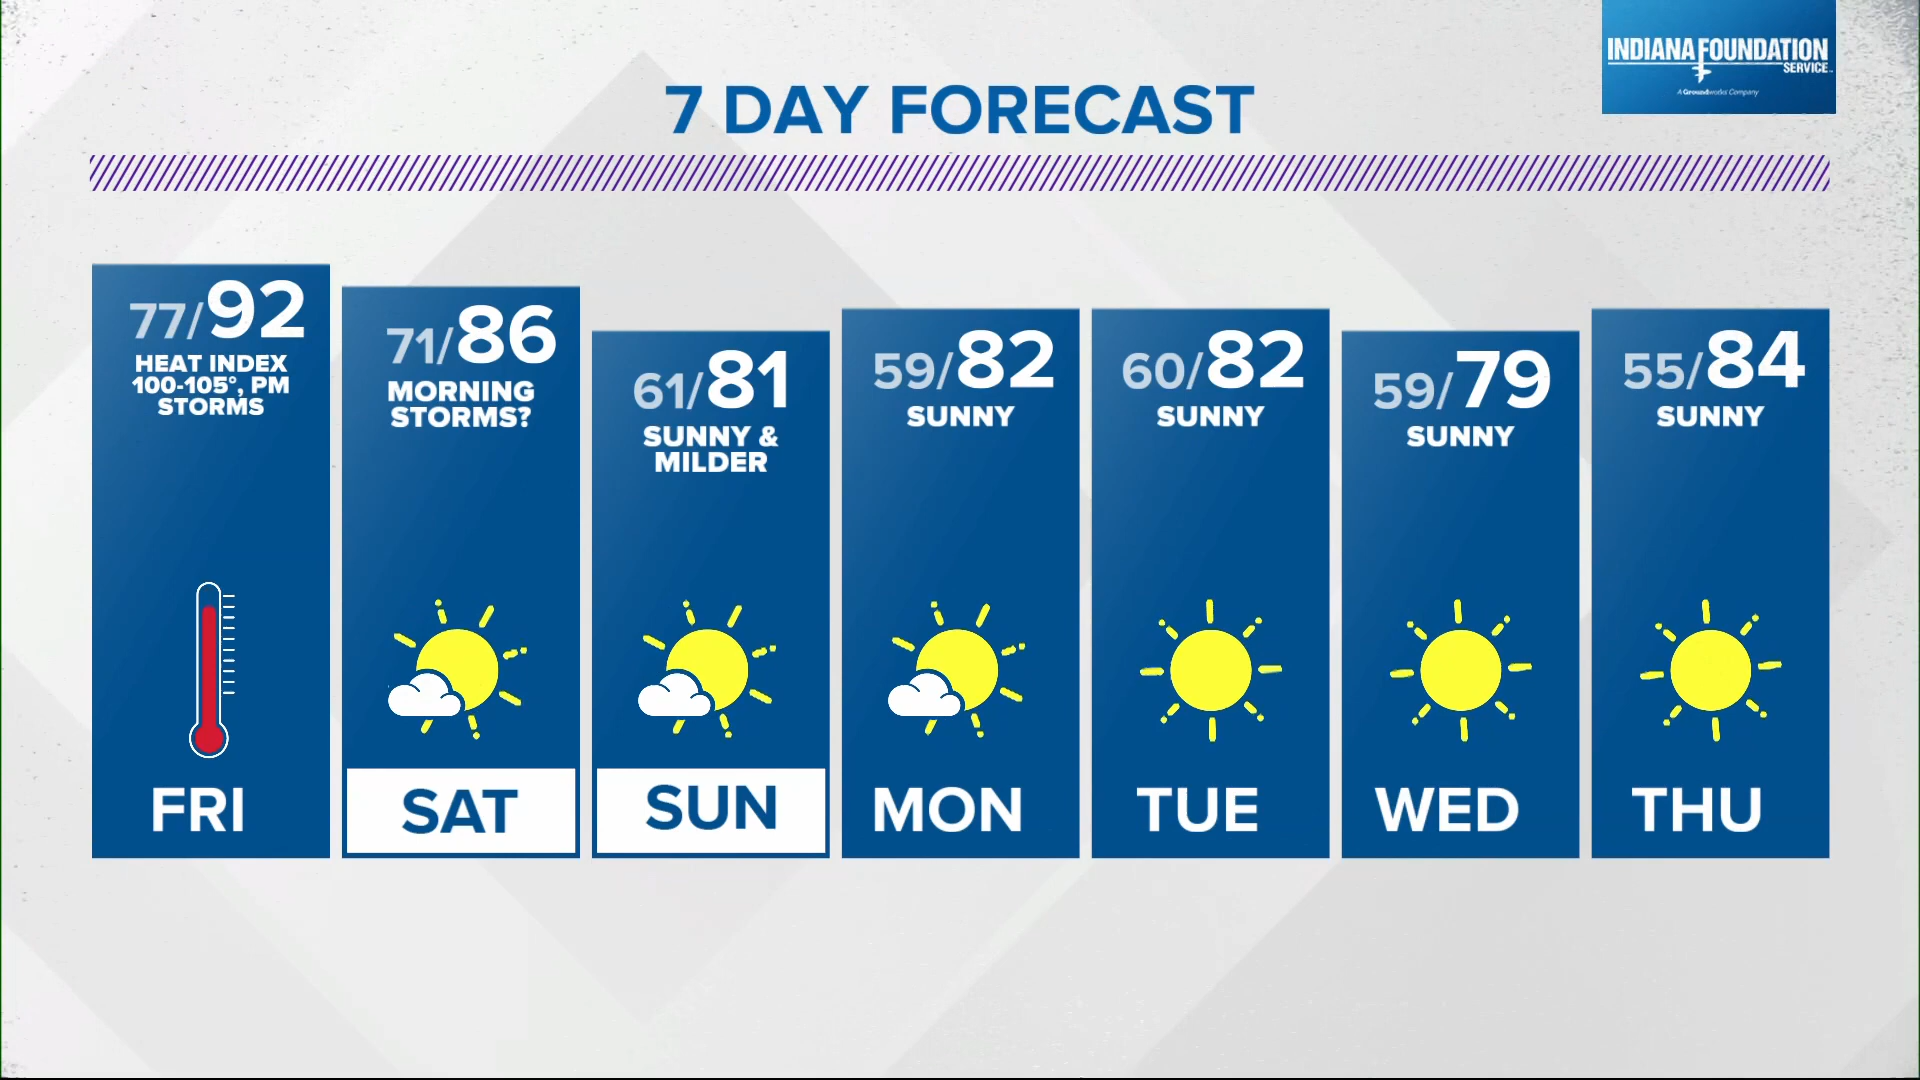 INDIANA FOUNDATION
SERVICE
A Groundworks Company
7 DAY FORECAST
77/92
HEAT INDEX
100-105°, PM
STORMS
FRI
71/86
MORNING
STORMS?
SAT
61/81
SUNNY &
MILDER
SUN
59/82
SUNNY
MON
60/82
SUNNY
TUE
59/79
SUNNY
WED
55/84
SUNNY
THU